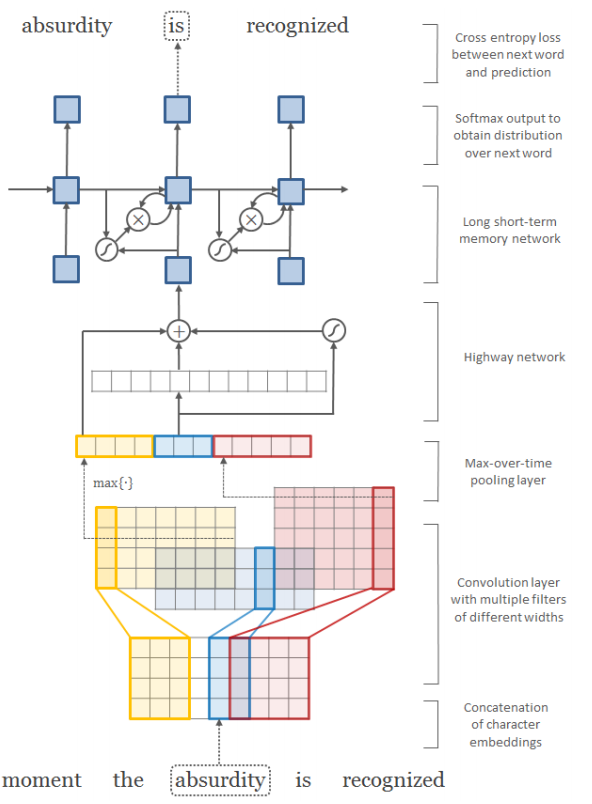 absurdity is recognized
Cross entropy loss
between next word
and prediction
Softmax output to
obtain distribution
over next word
Long short-term
memory network
Highway network
Max-over-time
pooling layer
max{·}
Convolution layer
with multiple filters
of different widths
Concatenation
of character
embeddings
moment the absurdity is recognized